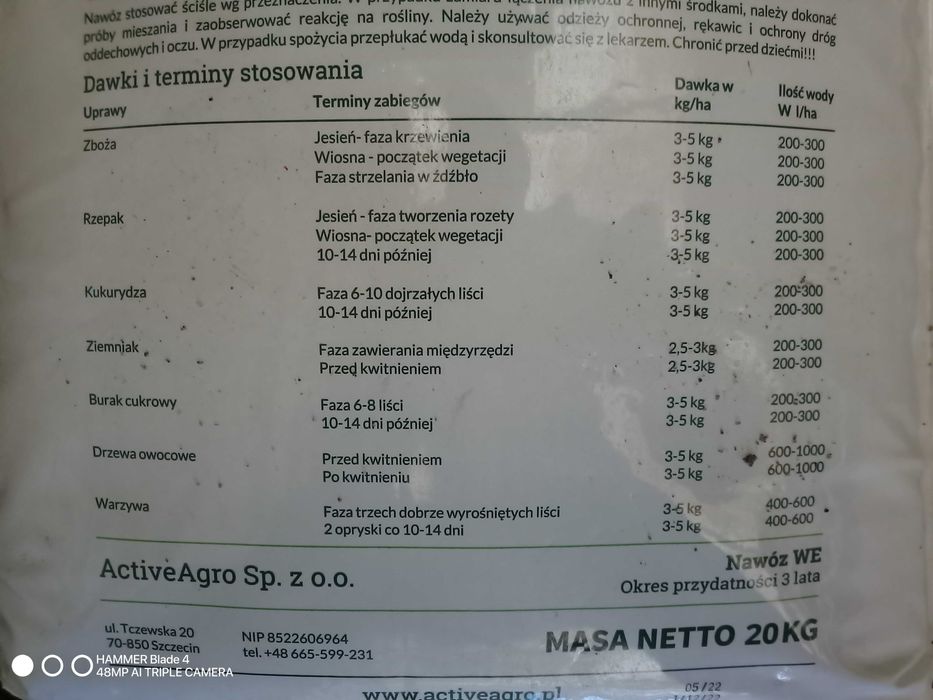 Nawóz stosować ściśle wg przeznaczenia. W przypadku zamiaru łączenia nawozu z innymi środkami, należy dokonać
próby mieszania i zaobserwować reakcję na rośliny. Należy używać odzieży ochronnej, rękawic i ochrony dróg
oddechowych i oczu. W przypadku spożycia przepłukać wodą i skonsultować się z lekarzem. Chronić przed dziećmi!!!
Dawki i terminy stosowania
Uprawy Terminy zabiegów Dawka w kg/ha Ilość wody W l/ha
Zboża Jesień- faza krzewienia 3-5 kg 200-300
Wiosna - początek wegetacji 3-5 kg 200-300
Faza strzelania w źdźbło 3-5 kg 200-300
Rzepak Jesień - faza tworzenia rozety 3-5 kg 200-300
Wiosna- początek wegetacji 3-5 kg 200-300
10-14 dni później 3-5 kg 200-300
Kukurydza Faza 6-10 dojrzałych liści 3-5 kg 200-300
10-14 dni później 3-5 kg 200-300
Ziemniak Faza zawierania międzyrzędzi 2,5-3kg 200-300
Przed kwitnieniem 2,5-3kg 200-300
Burak cukrowy Faza 6-8 liści 3-5 kg 200-300
10-14 dni później 3-5 kg 200-300
Drzewa owocowe Przed kwitnieniem 3-5 kg 600-1000
Po kwitnieniu 3-5 kg 600-1000
Warzywa Faza trzech dobrze wyrośniętych liści 3-5 kg 400-600
2 opryski co 10-14 dni 3-5 kg 400-600
ActiveAgro Sp. z o.o. Nawóz WE
Okres przydatności 3 lata
ul. Tczewska 20 NIP 8522606964 MASA NETTO 20KG
70-850 Szczecin tel. +48 665-599-231
HAMMER Blade 4
48MP AI TRIPLE CAMERA
www.activeagro.pl 05/22